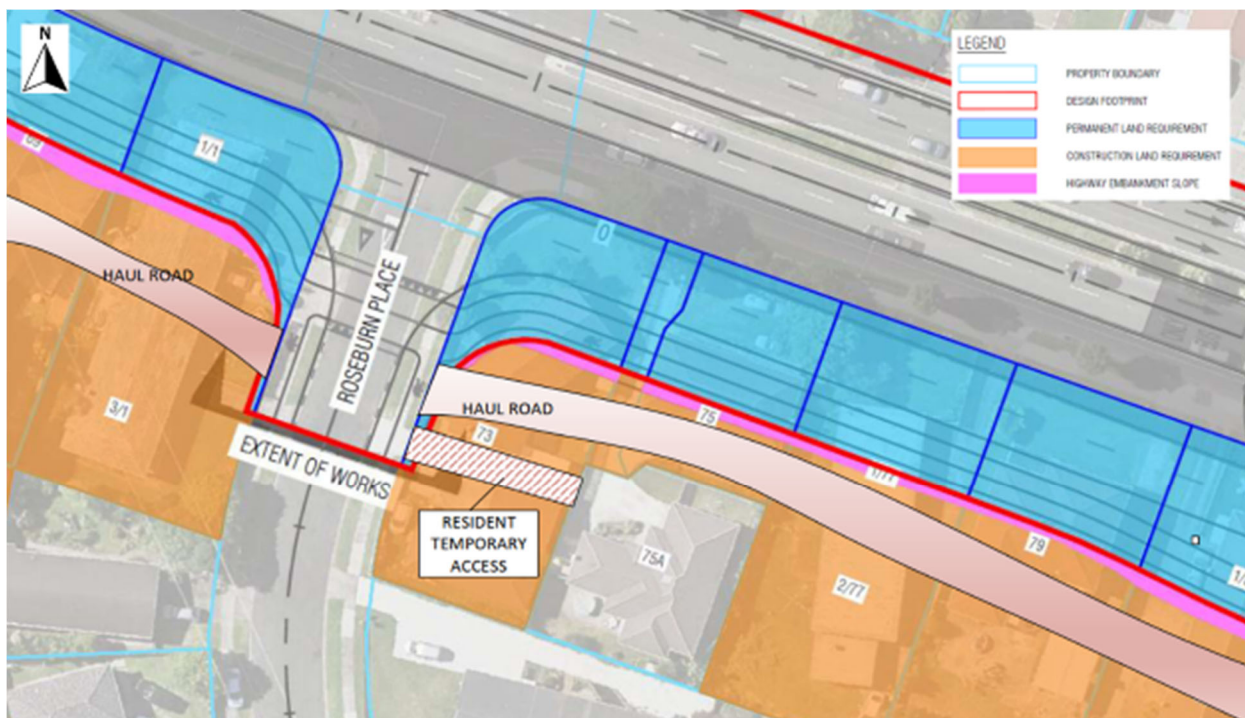 N
LEGEND
PROPERTY BOUNDARY
DESIGN FOOTPRINT
PERMANENT LAND REQUIREMENT
CONSTRUCTION LAND REQUIREMENT
HIGHWAY EMBANKMENT SLOPE
1/1
HAUL ROAD
ROSEBURN PLACE
0
3/1
EXTENT OF WORKS
HAUL ROAD
73
75
79
RESIDENT
TEMPORARY
ACCESS
75A
2/77